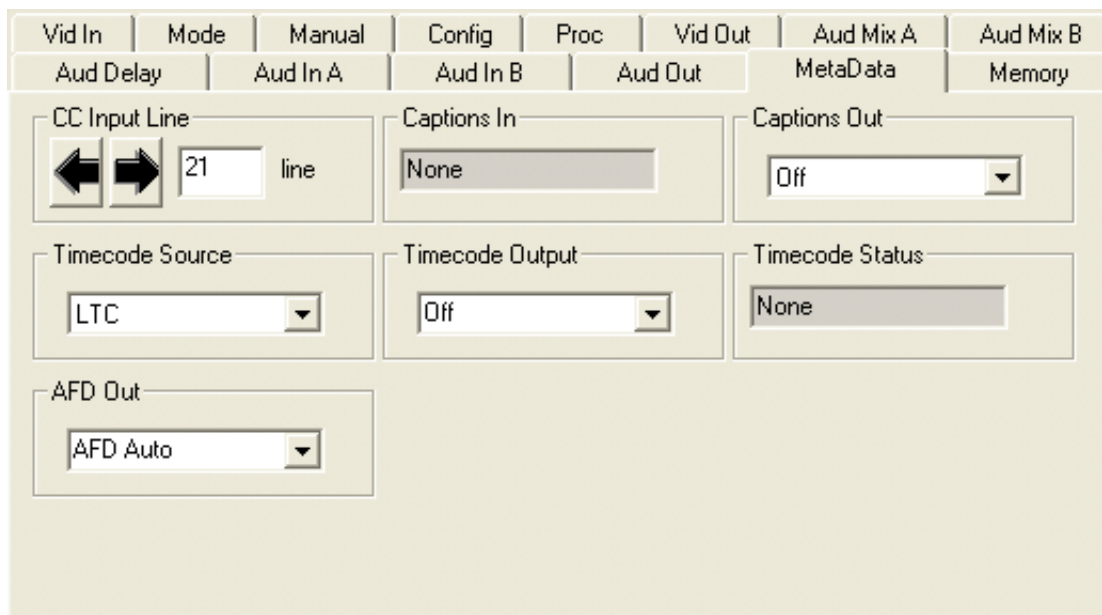 Vid In Mode Manual Config Proc Vid Out Aud Mix A Aud Mix B
Aud Delay Aud In A Aud In B Aud Out MetaData Memory
CC Input Line Captions In Captions Out
21 line None Off
Timecode Source Timecode Output Timecode Status
LTC Off None
AFD Out
AFD Auto